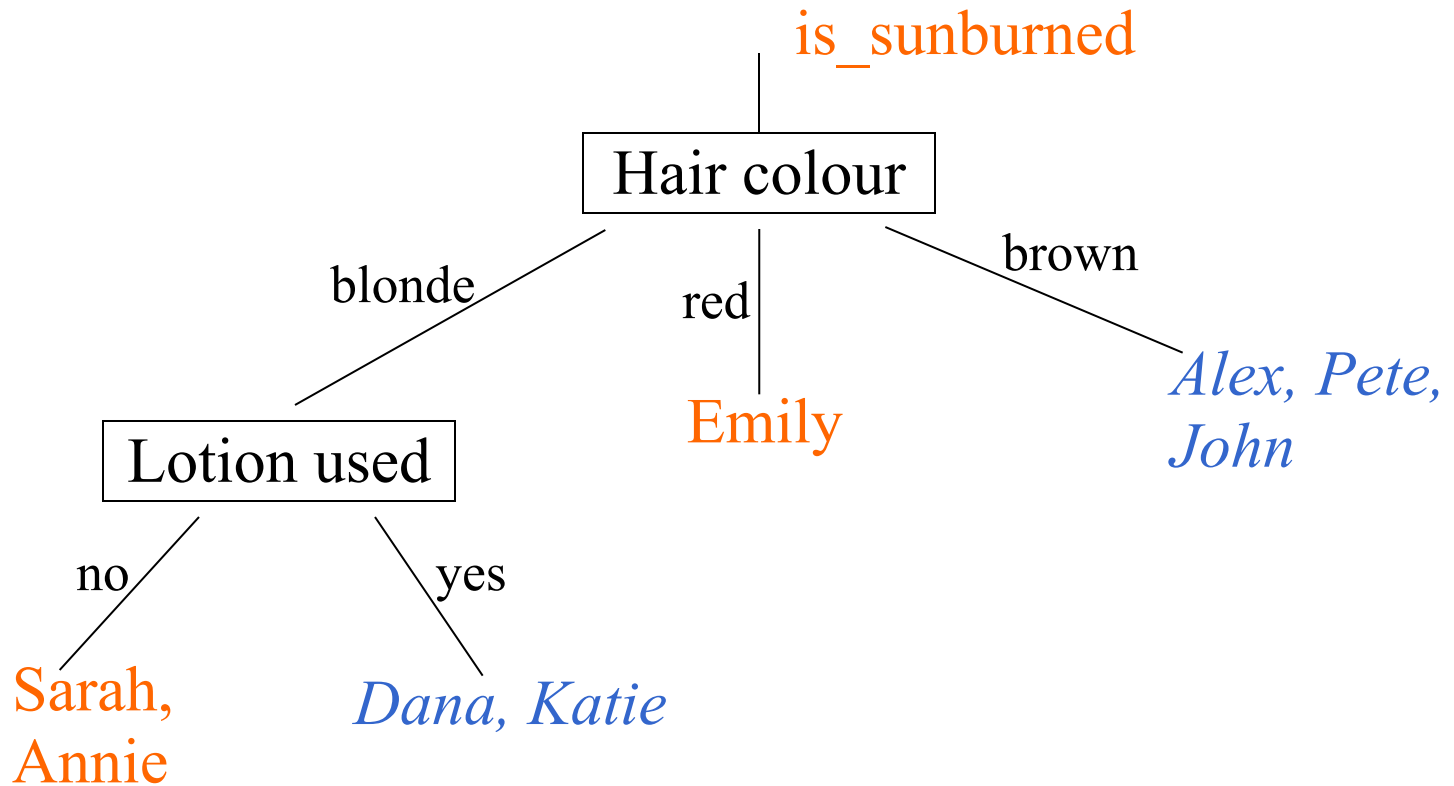 is_sunburned
Hair colour
blonde
red
brown
Alex, Pete,
John
Emily
Lotion used
no
yes
Sarah,
Annie
Dana, Katie